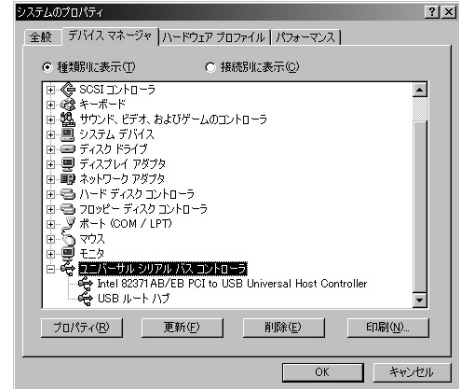 システムのプロパティ
全般 デバイス マネージャ ハードウェア プロファイル パフォーマンス
種類別に表示(T) 接続別に表示(C)
SCSI コントローラ
キーボード
サウンド、ビデオ、およびゲームのコントローラ
システム デバイス
ディスク ドライブ
ディスプレイ アダプタ
ネットワーク アダプタ
ハード ディスク コントローラ
フロッピー ディスク コントローラ
ポート (COM / LPT)
マウス
モニタ
ユニバーサル シリアル バス コントローラ
Intel 82371AB/EB PCI to USB Universal Host Controller
USB ルート ハブ
プロパティ(R) 更新(F) 削除(E) 印刷(N)...
OK キャンセル